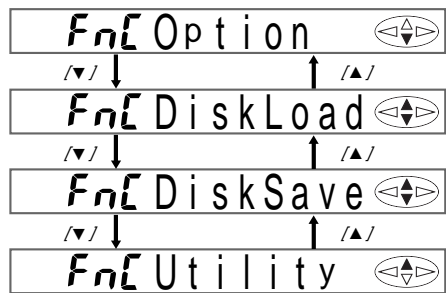 FnC Option
[▼] [▲]
FnC DiskLoad
[▼] [▲]
FnC DiskSave
[▼] [▲]
FnC Utility